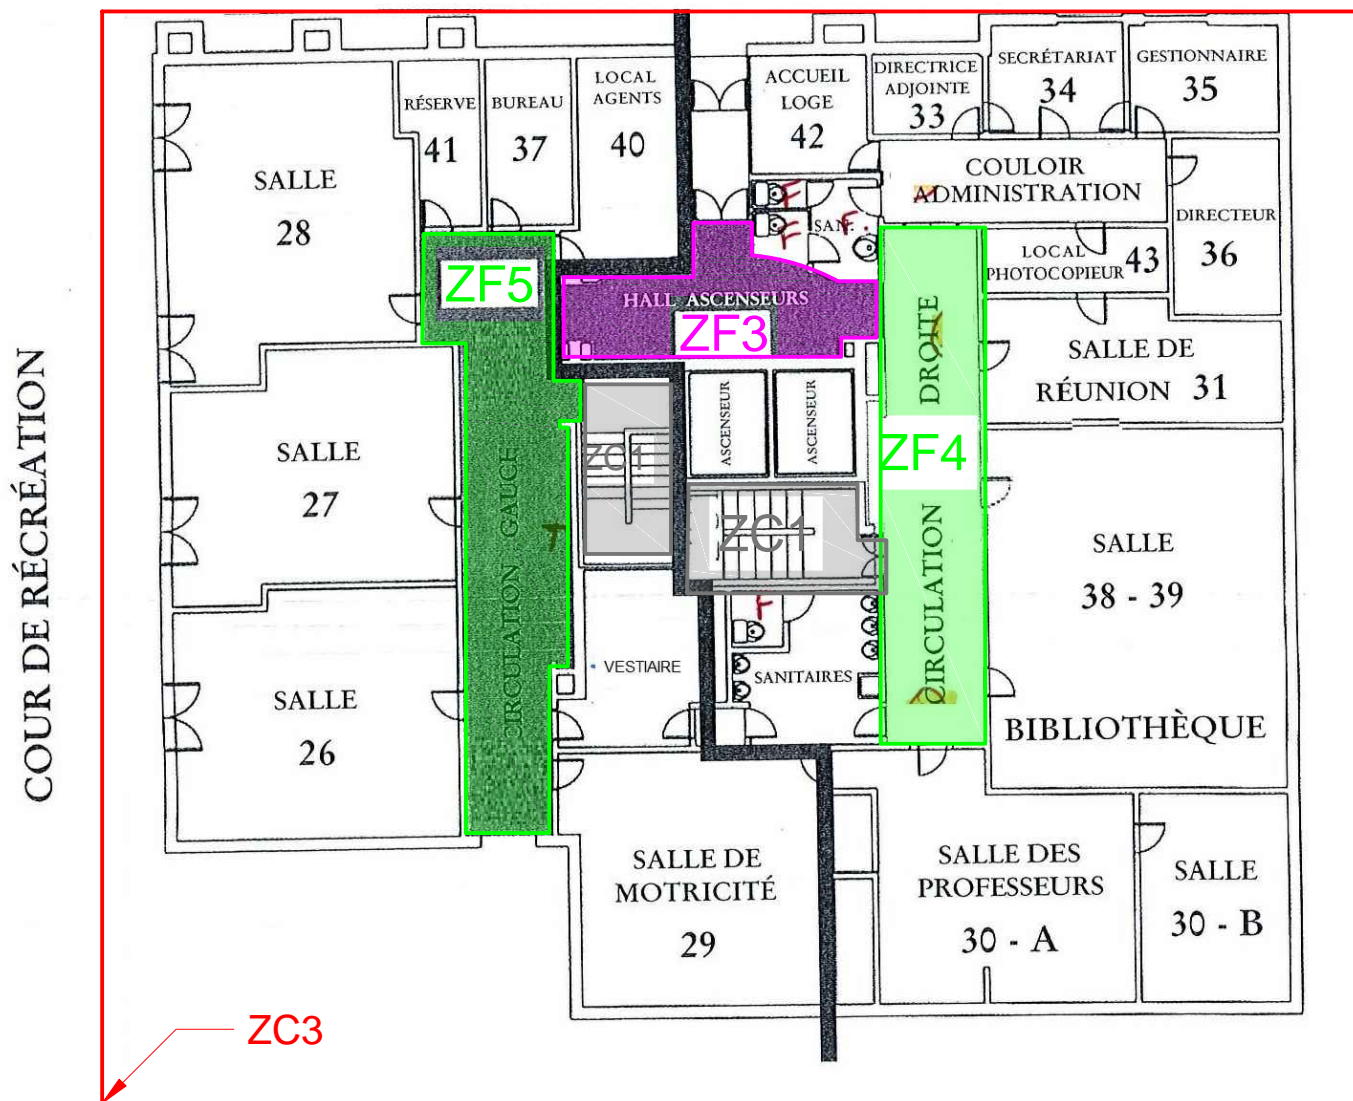 SECRÉTARIAT
34
GESTIONNAIRE
35
DIRECTRICE
ADJOINTE
33
ACCUEIL
LOGE
42
LOCAL
AGENTS
40
RÉSERVE
41
BUREAU
37
SALLE
28
COULOIR
ADMINISTRATION
F
F
F
SAN.
DIRECTEUR
36
LOCAL
PHOTOCOPIEUR 43
ZF5
HALL ASCENSEURS
ZF3
SALLE DE
RÉUNION 31
ASCENSEUR
ASCENSEUR
CIRCULATION DROITE
ZF4
COUR DE RÉCRÉATION
SALLE
27
CIRCULATION GAUCE
ZC1
ZC1
SALLE
38 - 39
F
VESTIAIRE
SANITAIRES
SALLE
26
BIBLIOTHÈQUE
SALLE DE
MOTRICITÉ
29
SALLE DES
PROFESSEURS
30 - A
SALLE
30 - B
ZC3